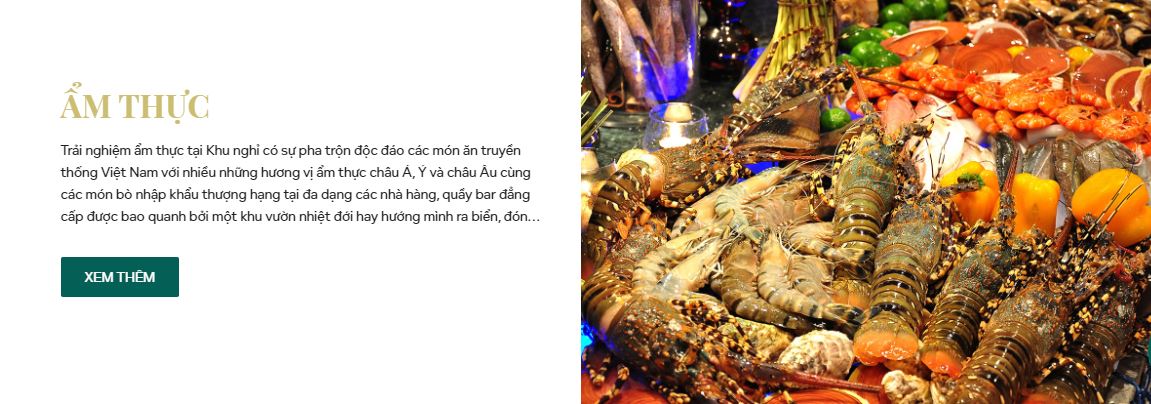 ẨM THỰC
Trải nghiệm ẩm thực tại Khu nghỉ có sự pha trộn độc đáo các món ăn truyền
thống Việt Nam với nhiều những hương vị ẩm thực châu Á, Ý và châu Âu cùng
các món bò nhập khẩu thượng hạng tại đa dạng các nhà hàng, quầy bar đẳng
cấp được bao quanh bởi một khu vườn nhiệt đới hay hướng mình ra biển, đón...
XEM THÊM